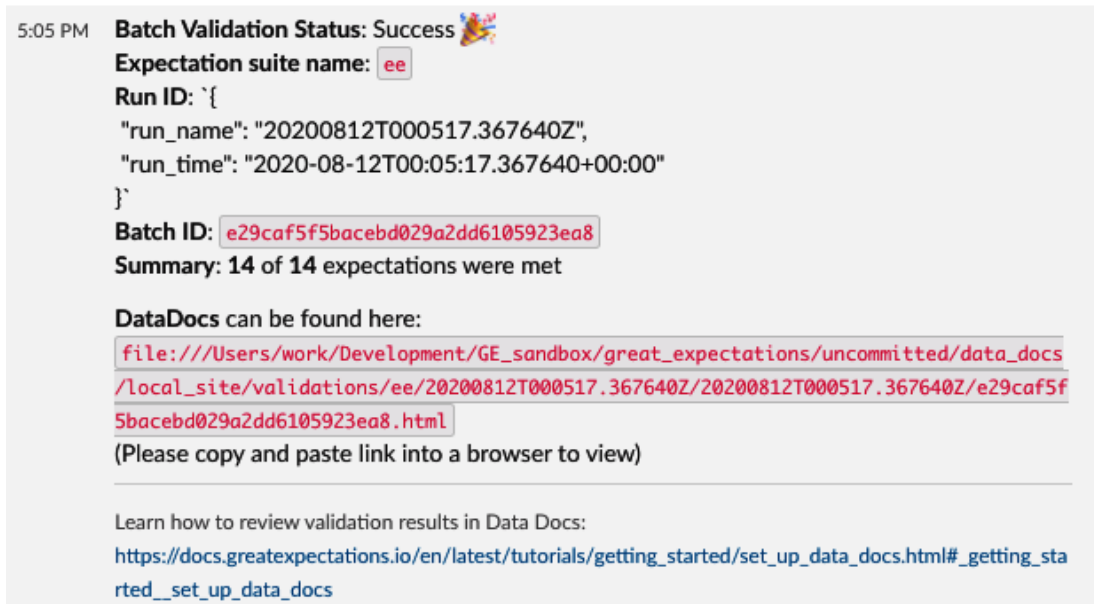 5:05 PM Batch Validation Status: Success 🎉
Expectation suite name: ee
Run ID: `{
"run_name": "20200812T000517.367640Z",
"run_time": "2020-08-12T00:05:17.367640+00:00"
}`
Batch ID: e29caf5f5bacebd029a2dd6105923ea8
Summary: 14 of 14 expectations were met
DataDocs can be found here:
file:///Users/work/Development/GE_sandbox/great_expectations/uncommitted/data_docs
/local_site/validations/ee/20200812T000517.367640Z/20200812T000517.367640Z/e29caf5f
5bacebd029a2dd6105923ea8.html
(Please copy and paste link into a browser to view)
Learn how to review validation results in Data Docs:
https://docs.greatexpectations.io/en/latest/tutorials/getting_started/set_up_data_docs.html#_getting_sta
rted__set_up_data_docs